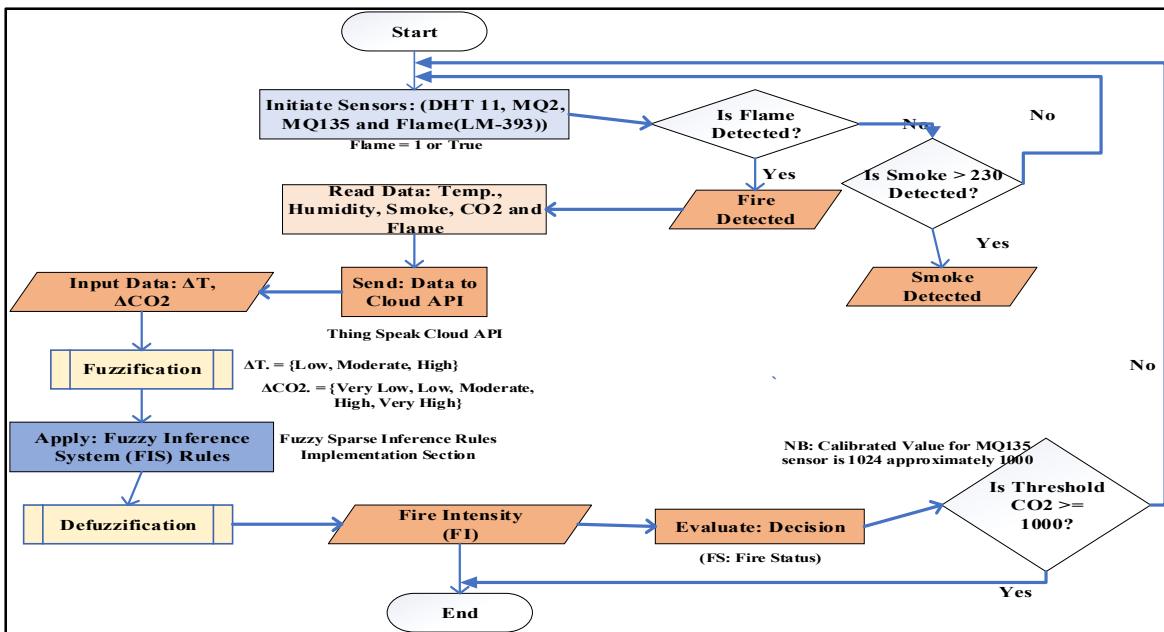 Start
Initiate Sensors: (DHT 11, MQ2,
MQ135 and Flame(LM-393))
Flame = 1 or True
Is Flame
Detected?
No
No
Is Smoke > 230
Detected?
Yes
Fire
Detected
Yes
Smoke
Detected
Read Data: Temp.,
Humidity, Smoke, CO2 and
Flame
Send: Data to
Cloud API
Thing Speak Cloud API
Input Data: ΔT,
ΔCO2
Fuzzification
ΔT. = {Low, Moderate, High}
ΔCO2. = {Very Low, Low, Moderate,
High, Very High}
Apply: Fuzzy Inference
System (FIS) Rules
Fuzzy Sparse Inference Rules
Implementation Section
Defuzzification
Fire Intensity
(FI)
Evaluate: Decision
(FS: Fire Status)
NB: Calibrated Value for MQ135
sensor is 1024 approximately 1000
Is Threshold
CO2 >=
1000?
No
Yes
End